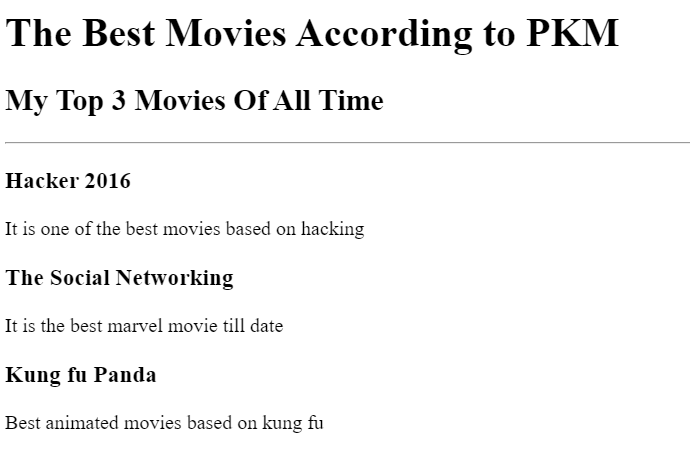 The Best Movies According to PKM
My Top 3 Movies Of All Time
Hacker 2016
It is one of the best movies based on hacking
The Social Networking
It is the best marvel movie till date
Kung fu Panda
Best animated movies based on kung fu